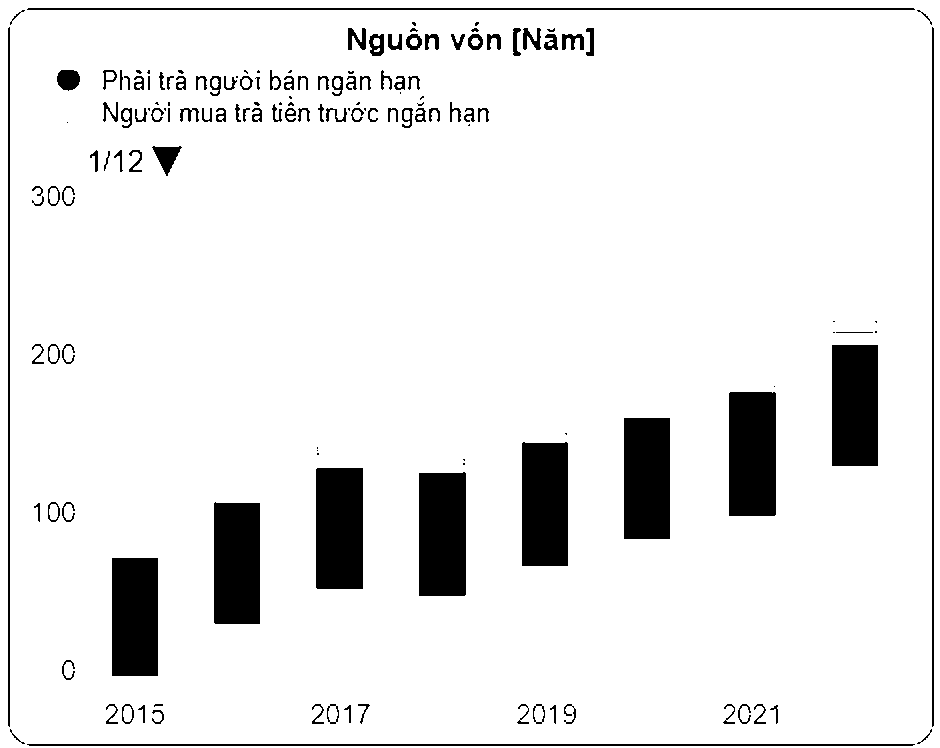 Nguồn vốn [Năm]
Phải trả người bán ngăn hạn
Người mua trả tiền trước ngắn hạn
1/12 ▼
300
200
100
0
2015 2017 2019 2021